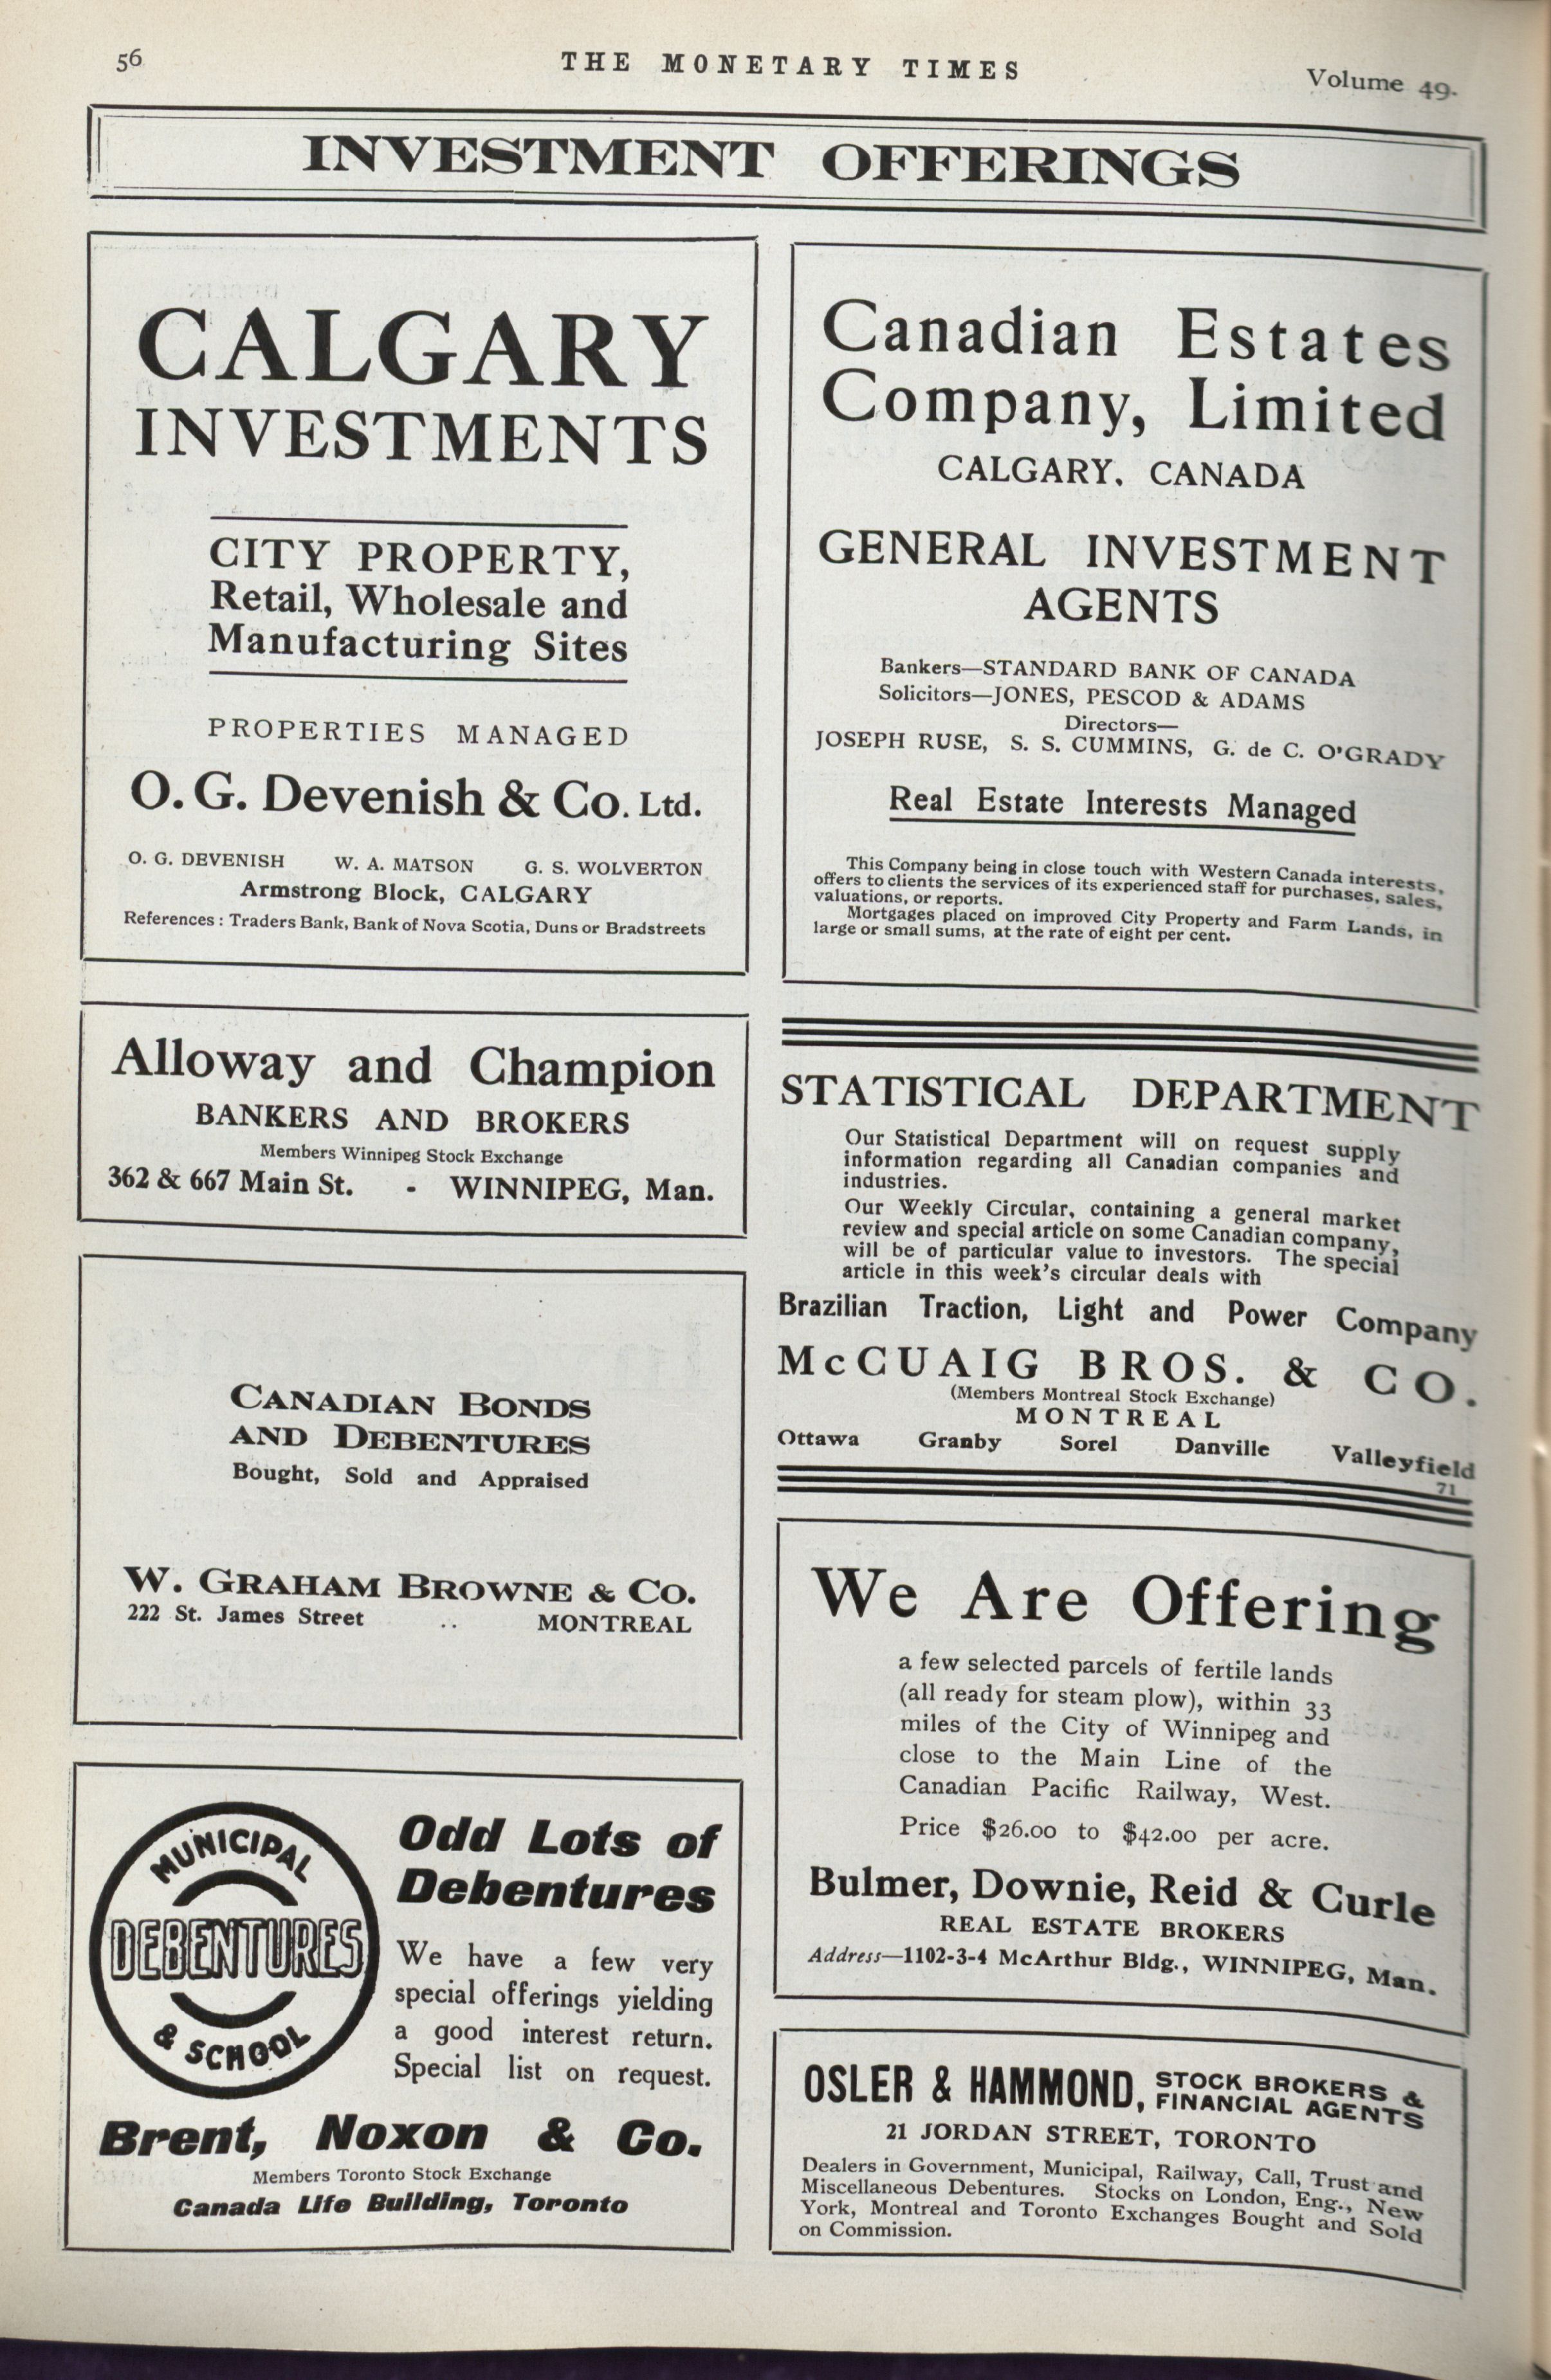 56
THE MONETARY TIMES
Volume 49.
INVESTMENT OFFERINGS
CALGARY
INVESTMENTS
CITY PROPERTY,
Retail, Wholesale and
Manufacturing Sites
PROPERTIES MANAGED
O. G. Devenish & Co. Ltd.
O. G. DEVENISH W. A. MATSON G. S. WOLVERTON
Armstrong Block, CALGARY
References : Traders Bank, Bank of Nova Scotia, Duns or Bradstreets
Alloway and Champion
BANKERS AND BROKERS
Members Winnipeg Stock Exchange
362 & 667 Main St. - WINNIPEG, Man.
CANADIAN BONDS
AND DEBENTURES
Bought, Sold and Appraised
W. GRAHAM BROWNE & CO.
222 St. James Street .. MONTREAL
MUNICIPAL
DEBENTURES
& SCHOOL
Odd Lots of
Debentures
We have a few very
special offerings yielding
a good interest return.
Special list on request.
Brent, Noxon & Co.
Members Toronto Stock Exchange
Canada Life Building, Toronto
Canadian Estates
Company, Limited
CALGARY, CANADA
GENERAL INVESTMENT
AGENTS
Bankers—STANDARD BANK OF CANADA
Solicitors—JONES, PESCOD & ADAMS
Directors—
JOSEPH RUSE, S. S. CUMMINS, G. de C. O'GRADY
Real Estate Interests Managed
This Company being in close touch with Western Canada interests,
offers to clients the services of its experienced staff for purchases, sales,
valuations, or reports.
Mortgages placed on improved City Property and Farm Lands, in
large or small sums, at the rate of eight per cent.
STATISTICAL DEPARTMENT
Our Statistical Department will on request supply
information regarding all Canadian companies and
industries.
Our Weekly Circular, containing a general market
review and special article on some Canadian company,
will be of particular value to investors. The special
article in this week's circular deals with
Brazilian Traction, Light and Power Company
McCUAIG BROS. & CO.
(Members Montreal Stock Exchange)
MONTREAL
Ottawa Granby Sorel Danville Valleyfield
71
We Are Offering
a few selected parcels of fertile lands
(all ready for steam plow), within 33
miles of the City of Winnipeg and
close to the Main Line of the
Canadian Pacific Railway, West.
Price $26.00 to $42.00 per acre.
Bulmer, Downie, Reid & Curle
REAL ESTATE BROKERS
Address—1102-3-4 McArthur Bldg., WINNIPEG, Man.
OSLER & HAMMOND, STOCK BROKERS &
FINANCIAL AGENTS
21 JORDAN STREET, TORONTO
Dealers in Government, Municipal, Railway, Call, Trust and
Miscellaneous Debentures. Stocks on London, Eng., New
York, Montreal and Toronto Exchanges Bought and Sold
on Commission.